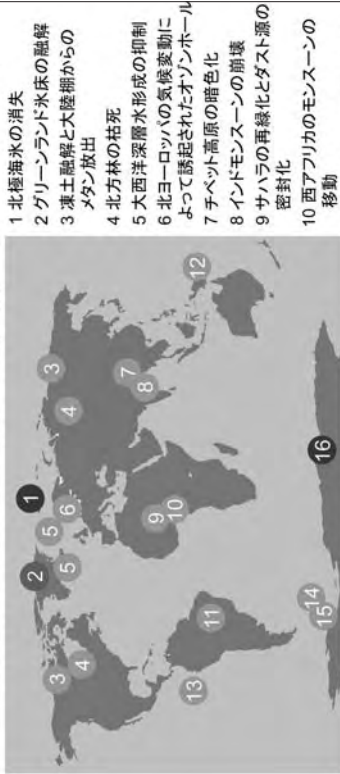 1 北極海氷の消失
2 グリーンランド氷床の融解
3 凍土融解と大陸棚からの
メタン放出
4 北方林の枯死
5 大西洋深層水形成の抑制
6 北ヨーロッパの気候変動に
よって誘起されたオゾンホール
7 チベット高原の暗色化
8 インドモンスーンの崩壊
9 サハラの再緑化とダスト源の
密封化
10 西アフリカのモンスーンの
移動
1
2
3
3
4
4
5
5
6
7
8
9
10
11
12
13
14
15
16